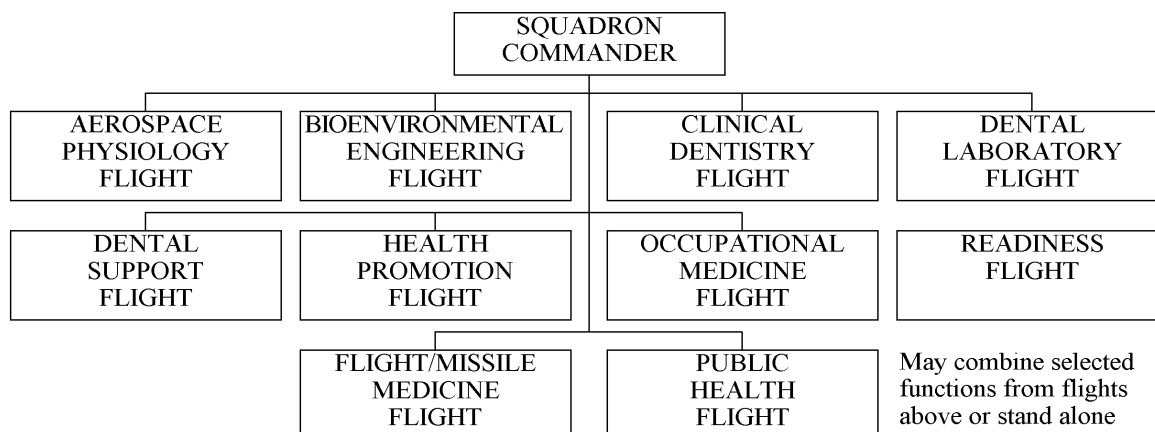 SQUADRON
COMMANDER
AEROSPACE
PHYSIOLOGY
FLIGHT
BIOENVIRONMENTAL
ENGINEERING
FLIGHT
CLINICAL
DENTISTRY
FLIGHT
DENTAL
LABORATORY
FLIGHT
DENTAL
SUPPORT
FLIGHT
HEALTH
PROMOTION
FLIGHT
OCCUPATIONAL
MEDICINE
FLIGHT
READINESS
FLIGHT
FLIGHT/MISSILE
MEDICINE
FLIGHT
PUBLIC
HEALTH
FLIGHT
May combine selected
functions from flights
above or stand alone